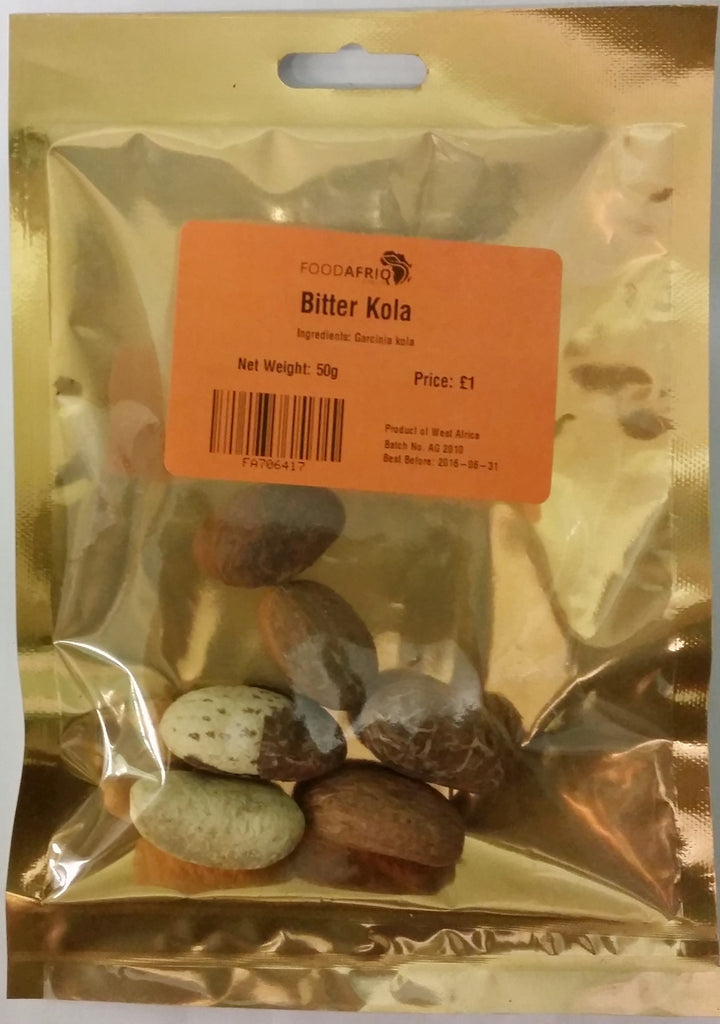 FOODAFRIQ
Bitter Kola
Ingredients: Garcinia kola
Net Weight: 50g
Price: £1
FA706417
Product of West Africa
Batch No. AG 2010
Best Before: 2016-06-31